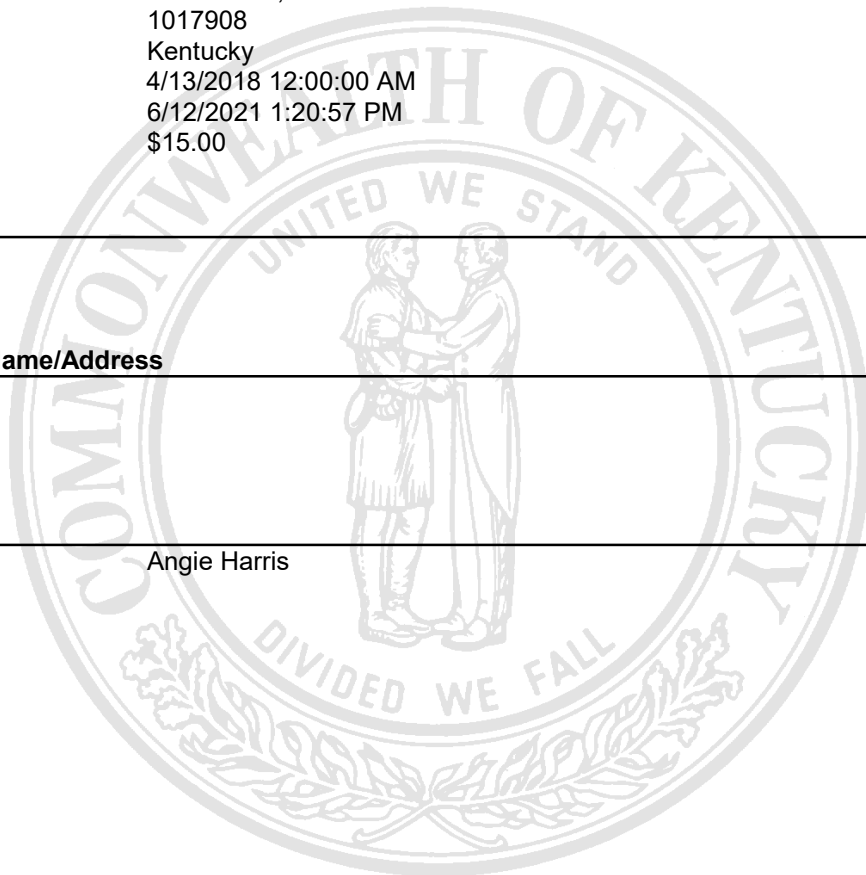 1017908
Kentucky
4/13/2018 12:00:00 AM
6/12/2021 1:20:57 PM
$15.00
COMMONWEALTH OF KENTUCKY
UNITED WE STAND
ame/Address
Angie Harris
DIVIDED WE FALL